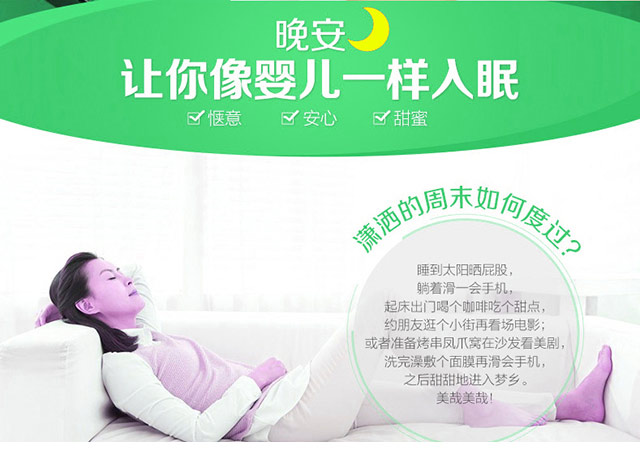 晚安
让你像婴儿一样入眠
惬意 安心 甜蜜
潇洒的周末如何度过?
睡到太阳晒屁股，
躺着滑一会手机，
起床出门喝个咖啡吃个甜点，
约朋友逛个小街再看场电影；
或者准备烤串凤爪窝在沙发看美剧，
洗完澡敷个面膜再滑会手机，
之后甜甜地进入梦乡。
美哉美哉！